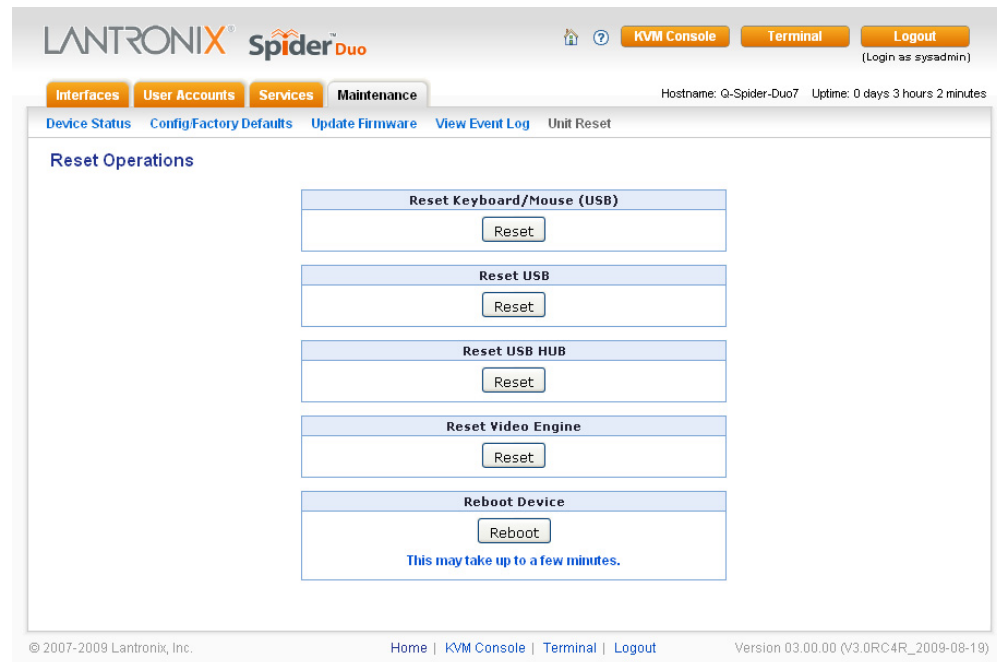 LANTRONIX® Spider™ Duo
KVM Console Terminal Logout
(Login as sysadmin)
Interfaces User Accounts Services Maintenance
Hostname: Q-Spider-Duo7 Uptime: 0 days 3 hours 2 minutes
Device Status Config/Factory Defaults Update Firmware View Event Log Unit Reset
Reset Operations
Reset Keyboard/Mouse (USB)
Reset
Reset USB
Reset
Reset USB HUB
Reset
Reset Video Engine
Reset
Reboot Device
Reboot
This may take up to a few minutes.
© 2007-2009 Lantronix, Inc.
Home | KVM Console | Terminal | Logout
Version 03.00.00 (V3.0RC4R_2009-08-19)